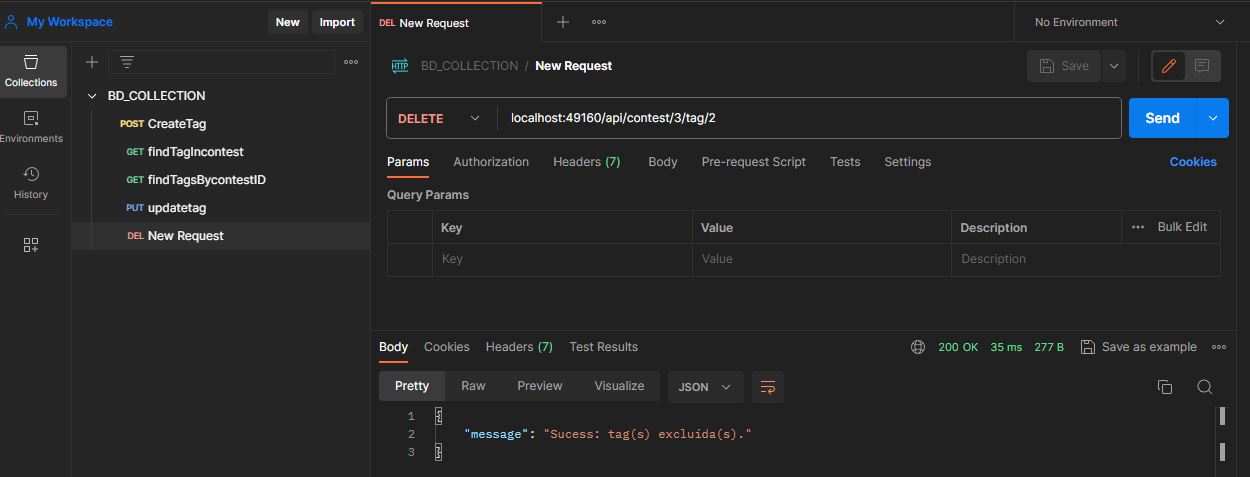 My Workspace
New
Import
DEL New Request
No Environment
Collections
Environments
History
BD_COLLECTION
POST CreateTag
GET findTagIncontest
GET findTagsBycontestID
PUT updatetag
DEL New Request
HTTP BD_COLLECTION / New Request
Save
DELETE localhost:49160/api/contest/3/tag/2
Send
Params Authorization Headers (7) Body Pre-request Script Tests Settings Cookies
Query Params
Key Value Description Bulk Edit
Key Value Description
Body Cookies Headers (7) Test Results 200 OK 35 ms 277 B Save as example
Pretty Raw Preview Visualize JSON
1 {
2 "message": "Sucess: tag(s) excluída(s)."
3 }